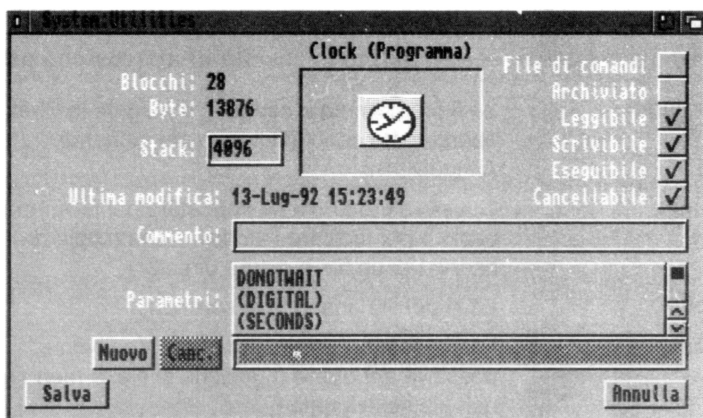 System:Utilities
Clock (Programma)
Blocchi: 28
Byte: 13876
Stack: 4096
File di comandi
Archiviato
Leggibile
Scrivibile
Eseguibile
Cancellabile
Ultima modifica: 13-Lug-92 15:23:49
Commento:
Parametri:
DONOTWAIT
(DIGITAL)
(SECONDS)
Nuovo
Canc.
Salva
Annulla